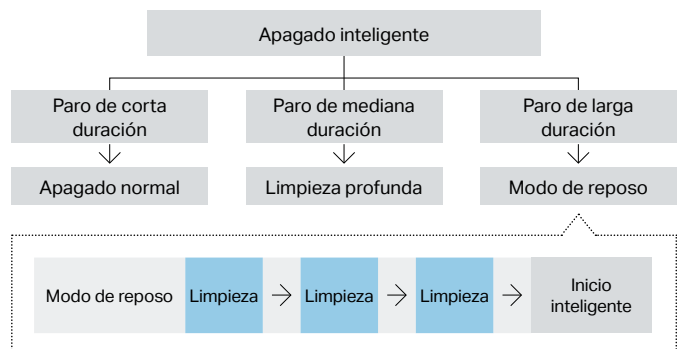 Apagado inteligente
Paro de corta
duración
Paro de mediana
duración
Paro de larga
duración
Apagado normal
Limpieza profunda
Modo de reposo
Modo de reposo
Limpieza
Limpieza
Limpieza
Inicio
inteligente